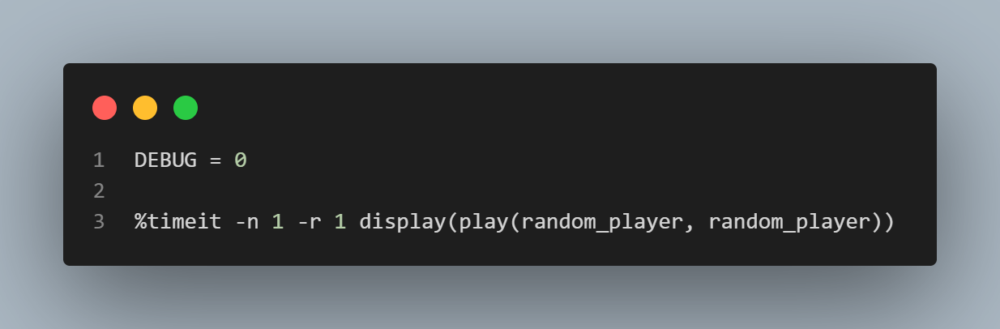 1 DEBUG = 0
2
3 %timeit -n 1 -r 1 display(play(random_player, random_player))